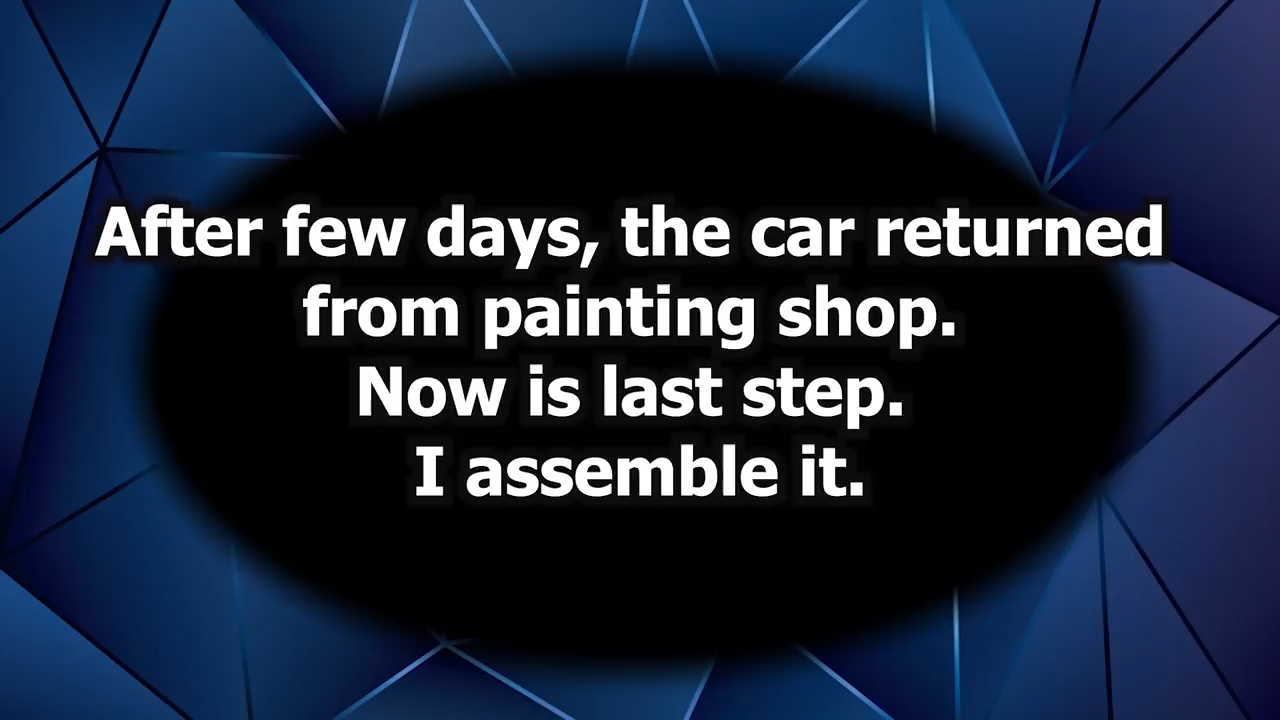 After few days, the car returned
from painting shop.
Now is last step.
I assemble it.